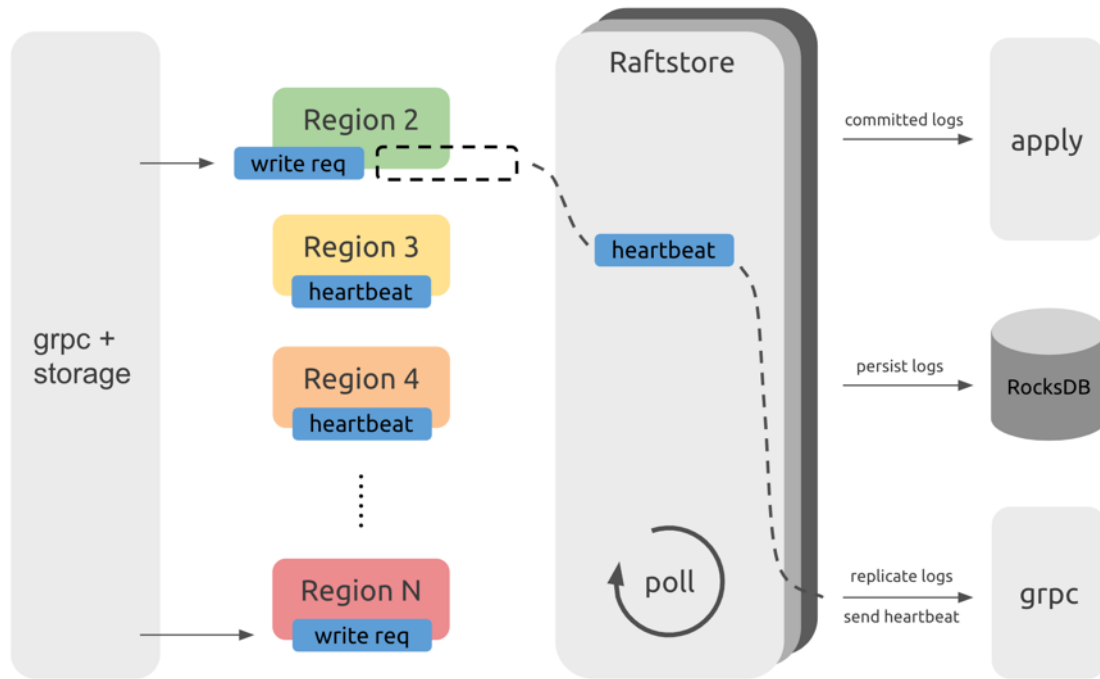 grpc +
storage
Region 2
write req
Region 3
heartbeat
Region 4
heartbeat
Region N
write req
Raftstore
heartbeat
poll
committed logs
apply
persist logs
RocksDB
replicate logs
send heartbeat
grpc